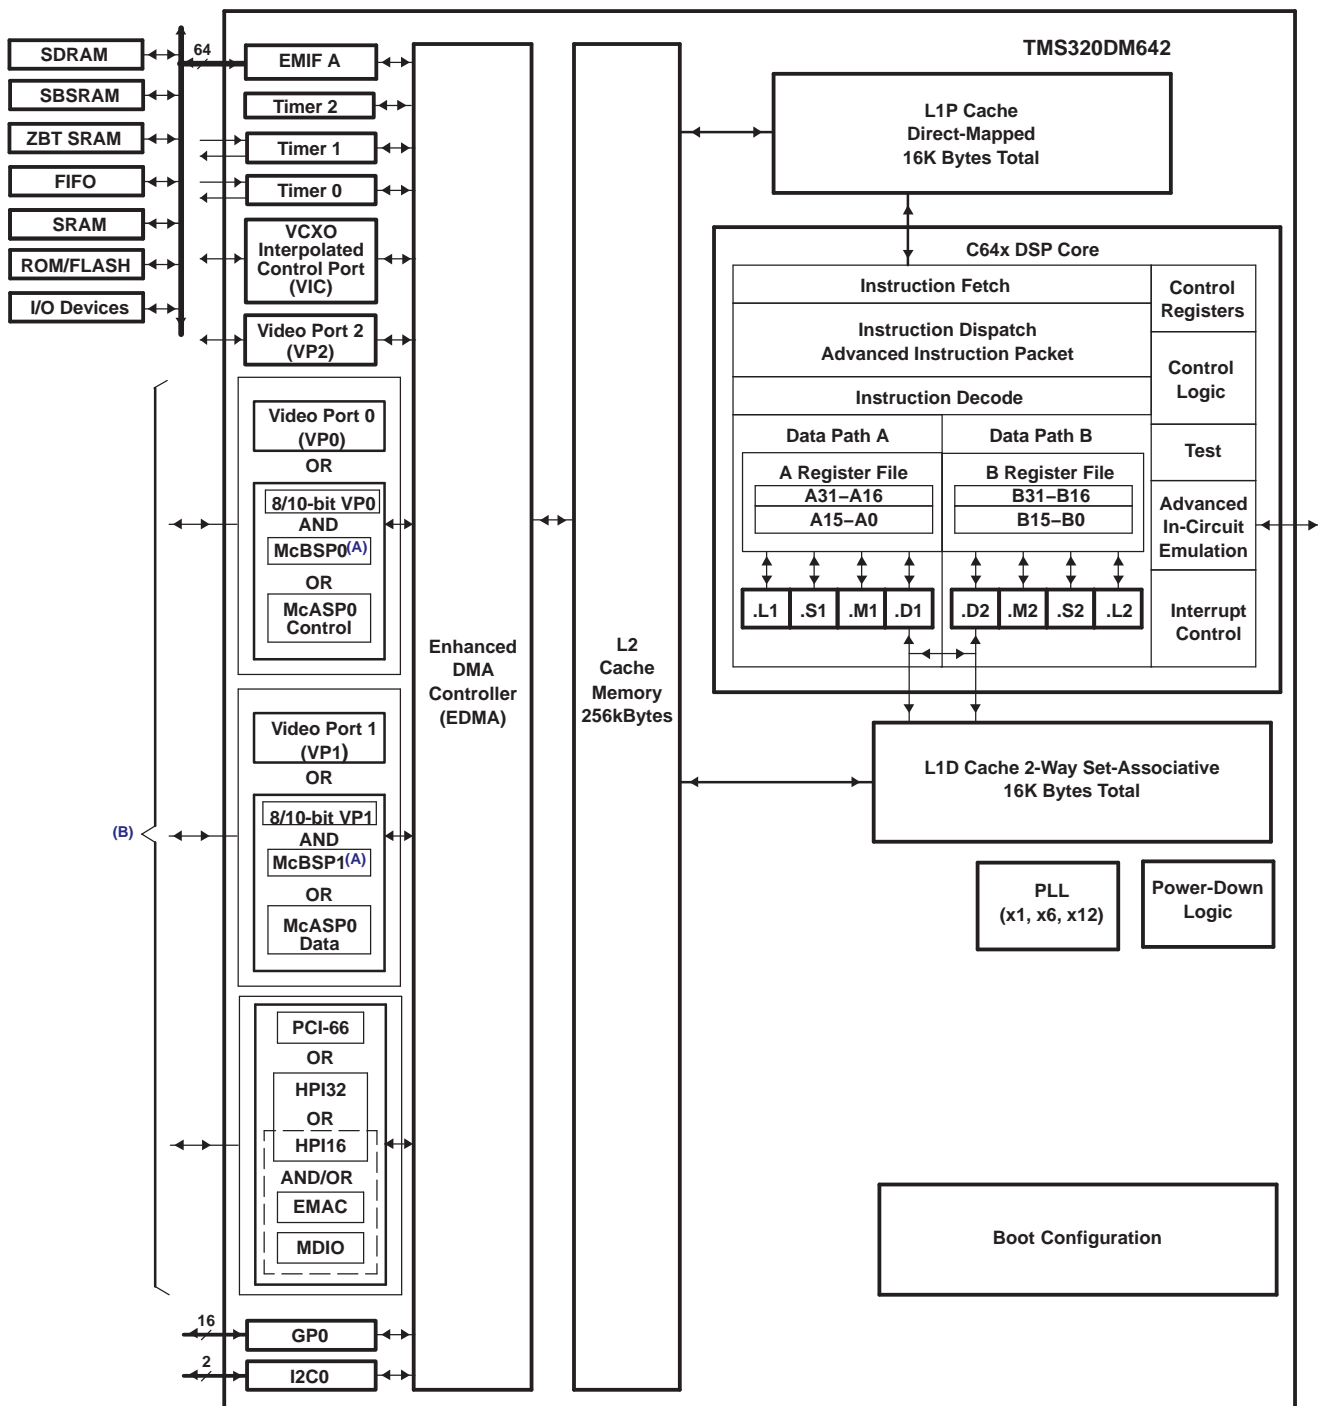 TMS320DM642
SDRAM
SBSRAM
ZBT SRAM
FIFO
SRAM
ROM/FLASH
I/O Devices
64
EMIF A
Timer 2
Timer 1
Timer 0
VCXO
Interpolated
Control Port
(VIC)
Video Port 2
(VP2)
Video Port 0
(VP0)
OR
8/10-bit VP0
AND
McBSP0(A)
OR
McASP0
Control
Video Port 1
(VP1)
OR
8/10-bit VP1
AND
McBSP1(A)
OR
McASP0
Data
(B)
PCI-66
OR
HPI32
OR
HPI16
AND/OR
EMAC
MDIO
16
GP0
2
I2C0
Enhanced
DMA
Controller
(EDMA)
L2
Cache
Memory
256kBytes
L1P Cache
Direct-Mapped
16K Bytes Total
C64x DSP Core
Instruction Fetch
Instruction Dispatch
Advanced Instruction Packet
Instruction Decode
Data Path A
Data Path B
A Register File
A31–A16
A15–A0
B Register File
B31–B16
B15–B0
.L1 .S1 .M1 .D1
.D2 .M2 .S2 .L2
Control
Registers
Control
Logic
Test
Advanced
In-Circuit
Emulation
Interrupt
Control
L1D Cache 2-Way Set-Associative
16K Bytes Total
PLL
(x1, x6, x12)
Power-Down
Logic
Boot Configuration